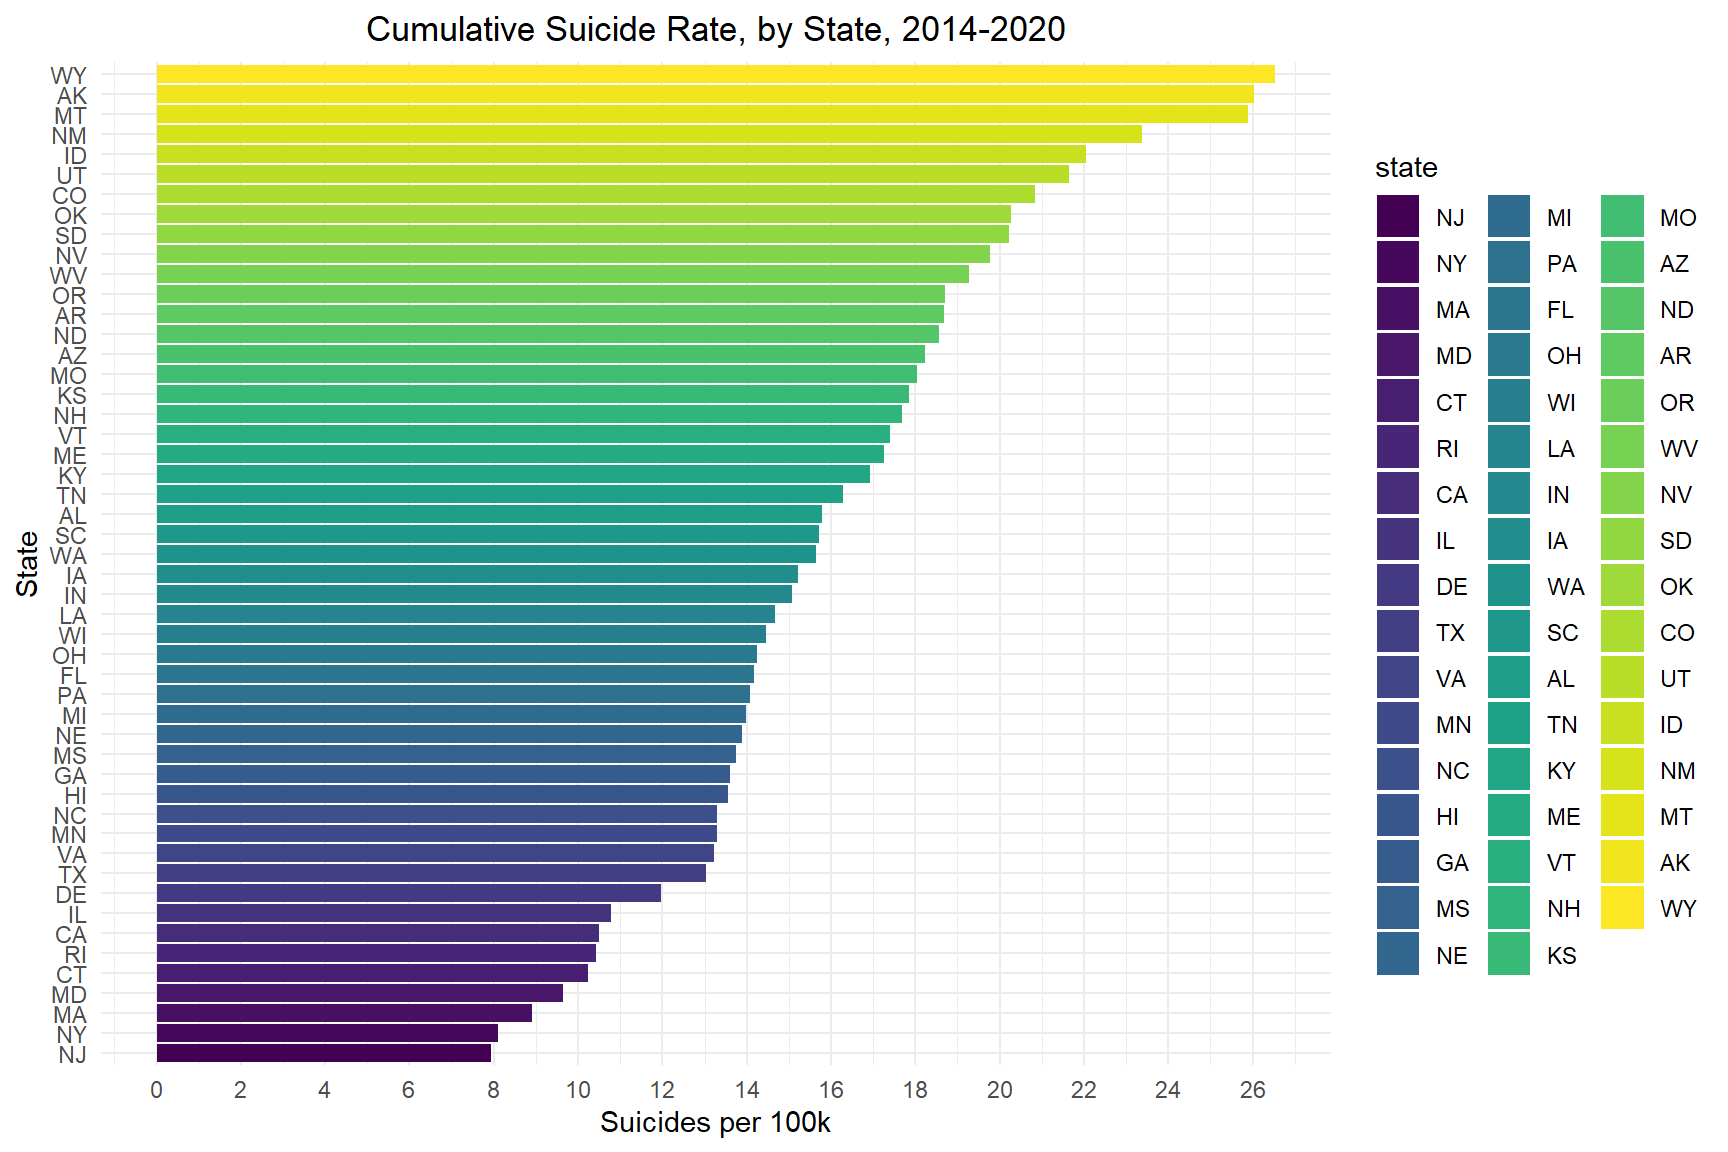 Cumulative Suicide Rate, by State, 2014-2020
State
WY
AK
MT
NM
ID
UT
CO
OK
SD
NV
WV
OR
AR
ND
AZ
MO
KS
NH
VT
ME
KY
TN
AL
SC
WA
IA
IN
LA
WI
OH
FL
PA
MI
NE
MS
GA
HI
NC
MN
VA
TX
DE
IL
CA
RI
CT
MD
MA
NY
NJ
0 2 4 6 8 10 12 14 16 18 20 22 24 26
Suicides per 100k
state
NJ MI MO
NY PA AZ
MA FL ND
MD OH AR
CT WI OR
RI LA WV
CA IN NV
IL IA SD
DE WA OK
TX SC CO
VA AL UT
MN TN ID
NC KY NM
HI ME MT
GA VT AK
MS NH WY
NE KS